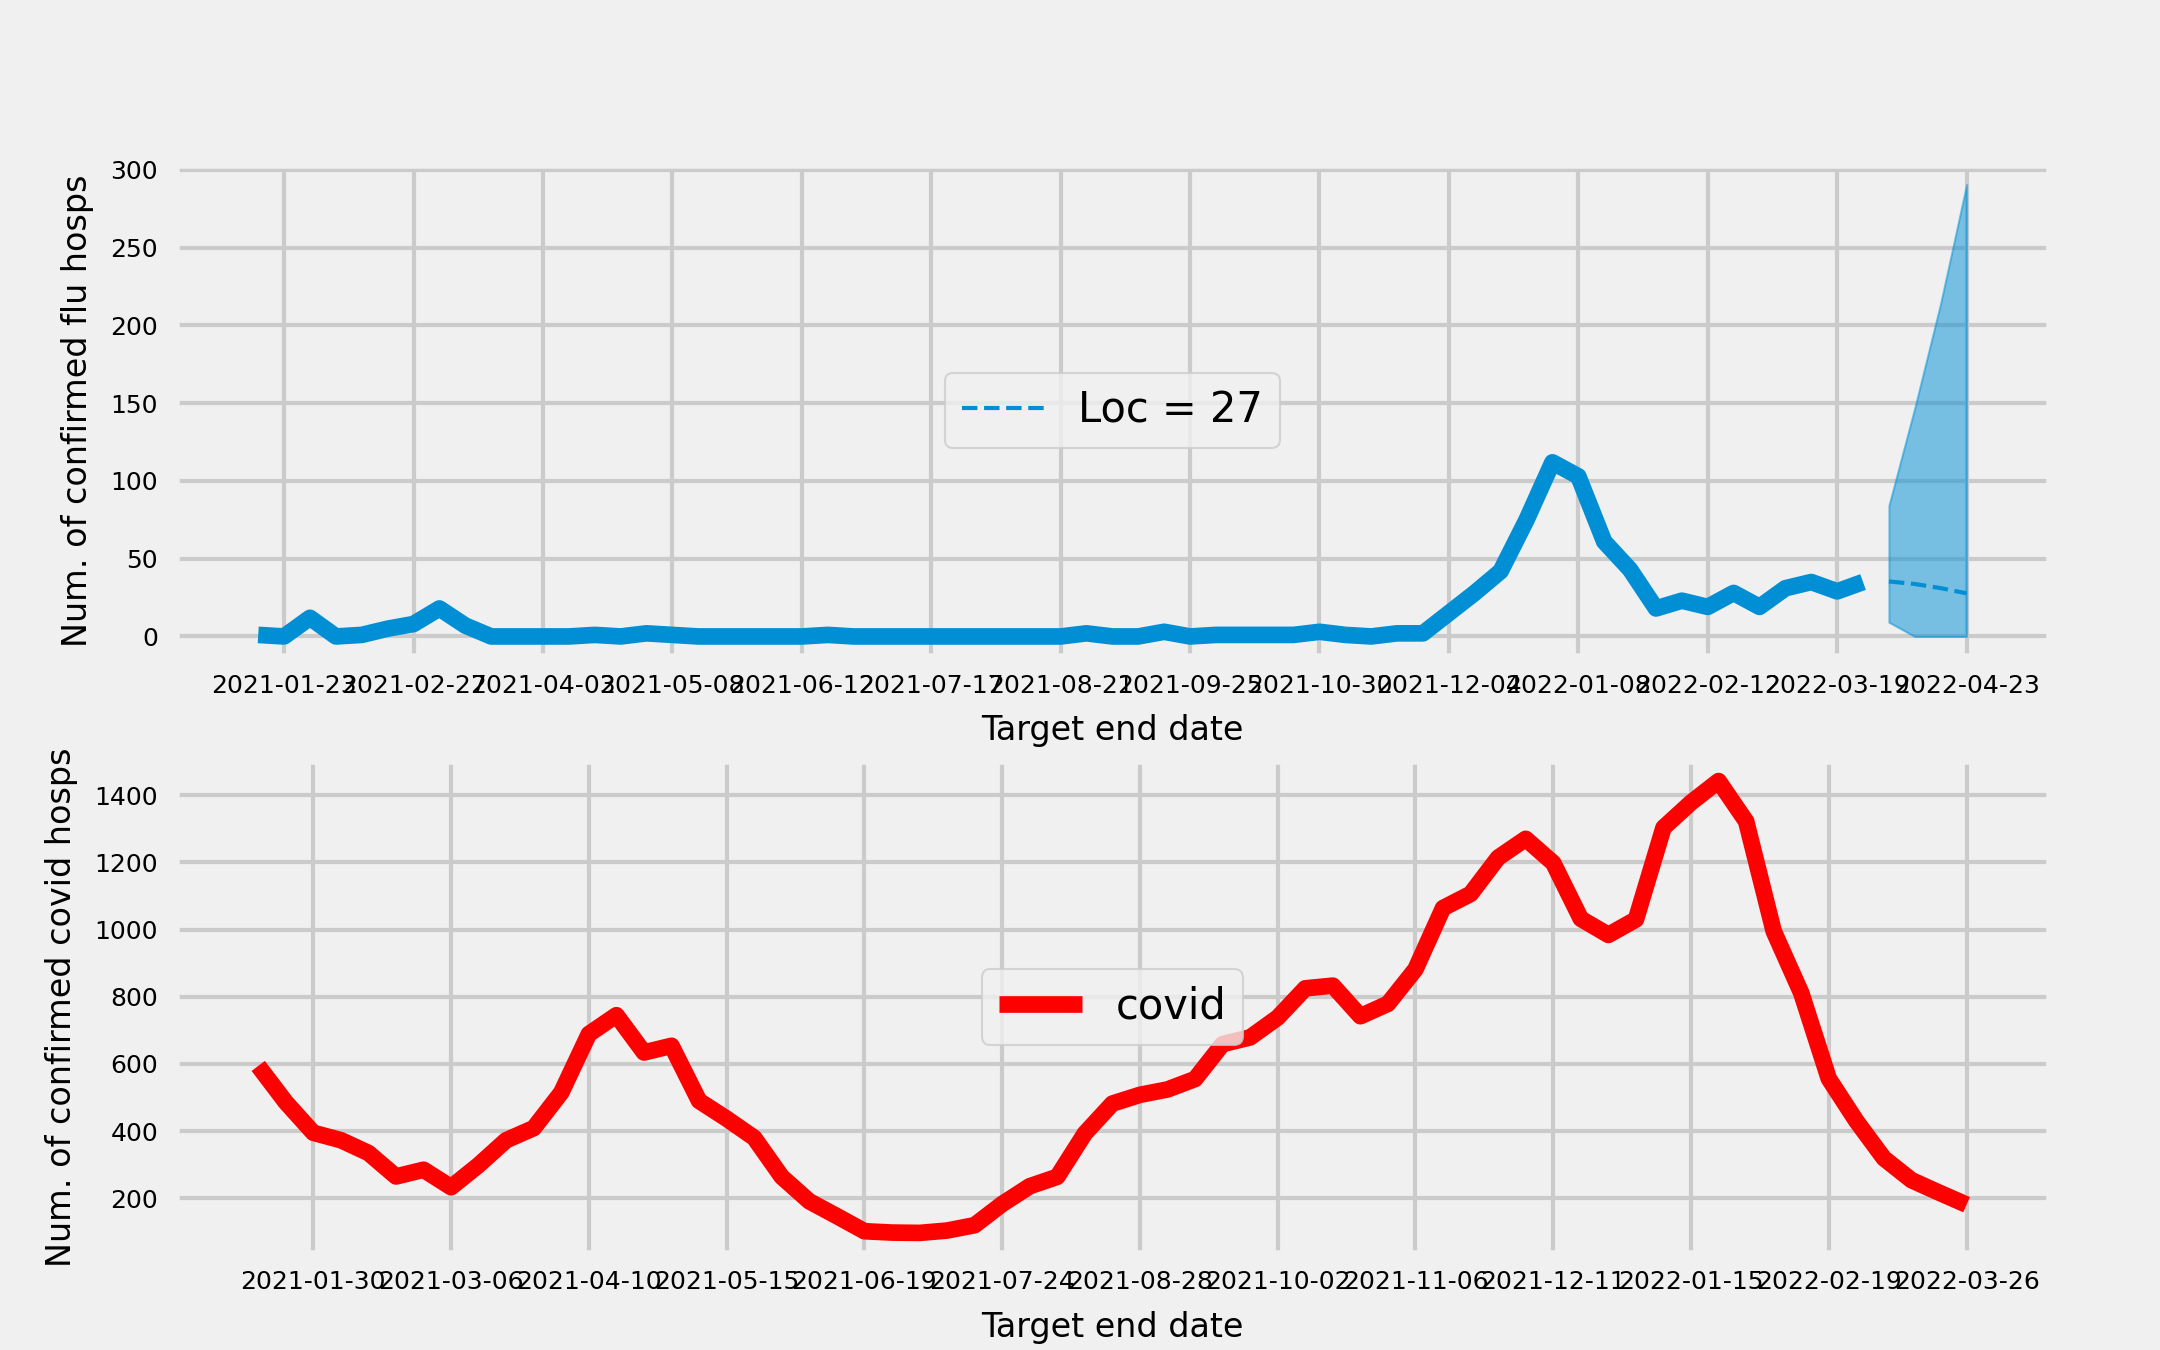 Num. of confirmed flu hosps
300
250
200
150
100
50
0
Loc = 27
2021-01-23 2021-02-27 2021-04-03 2021-05-08 2021-06-12 2021-07-17 2021-08-21 2021-09-25 2021-10-30 2021-12-04 2022-01-08 2022-02-12 2022-03-19 2022-04-23
Target end date
Num. of confirmed covid hosps
1400
1200
1000
800
600
400
200
covid
2021-01-30 2021-03-06 2021-04-10 2021-05-15 2021-06-19 2021-07-24 2021-08-28 2021-10-02 2021-11-06 2021-12-11 2022-01-15 2022-02-19 2022-03-26
Target end date